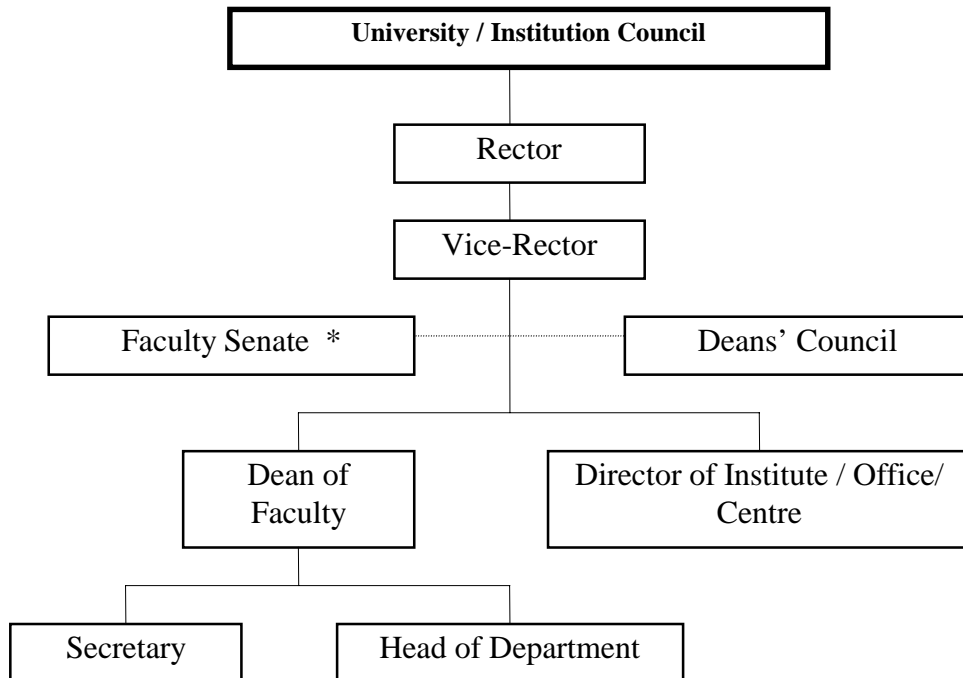 University / Institution Council
Rector
Vice-Rector
Faculty Senate *
Deans’ Council
Dean of
Faculty
Director of Institute / Office/
Centre
Secretary
Head of Department